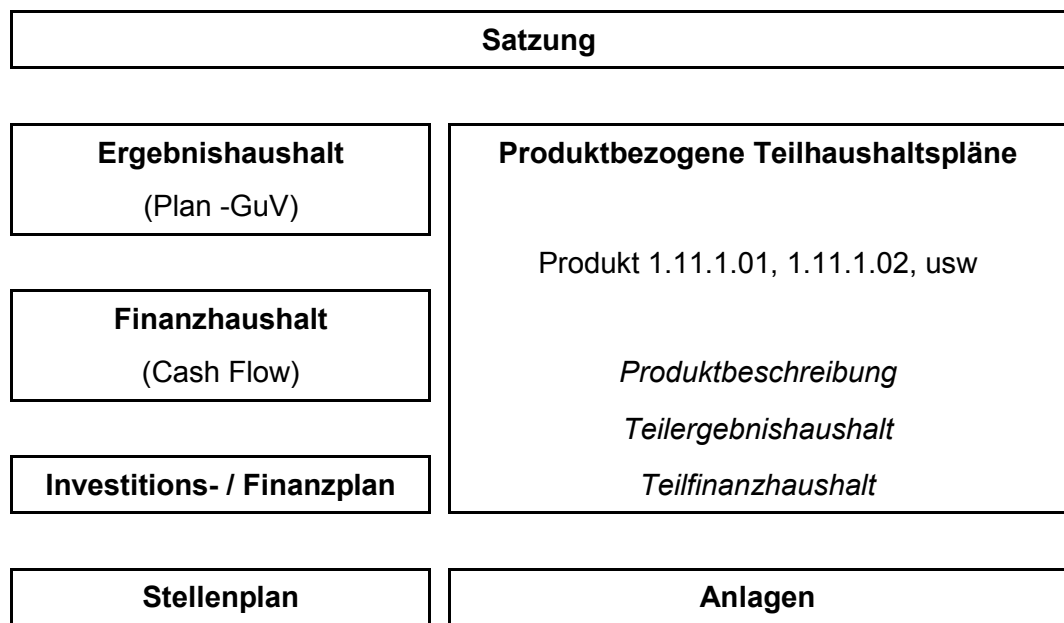 Satzung
Ergebnishaushalt
(Plan -GuV)
Finanzhaushalt
(Cash Flow)
Investitions- / Finanzplan
Produktbezogene Teilhaushaltspläne
Produkt 1.11.1.01, 1.11.1.02, usw
Produktbeschreibung
Teilergebnishaushalt
Teilfinanzhaushalt
Stellenplan
Anlagen